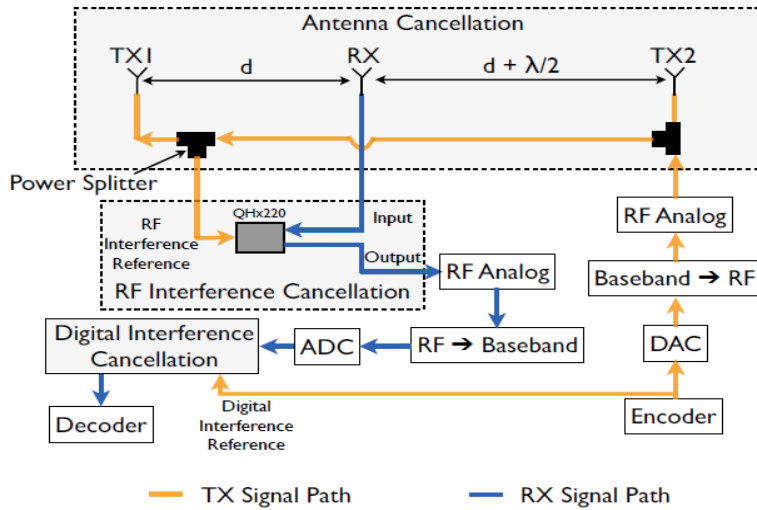 Antenna Cancellation
TX1
RX
TX2
d
d + λ/2
Power Splitter
QHx220
Input
RF
Interference
Reference
Output
RF Interference Cancellation
RF Analog
RF Analog
Baseband ➔ RF
Digital Interference
Cancellation
ADC
RF ➔ Baseband
DAC
Decoder
Digital
Interference
Reference
Encoder
TX Signal Path
RX Signal Path